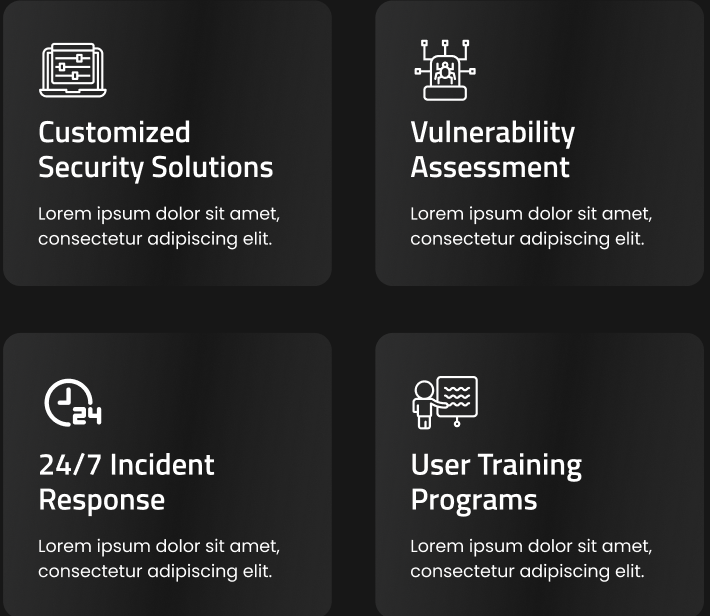 Customized
Security Solutions
Lorem ipsum dolor sit amet,
consectetur adipiscing elit.
Vulnerability
Assessment
Lorem ipsum dolor sit amet,
consectetur adipiscing elit.
24
24/7 Incident
Response
Lorem ipsum dolor sit amet,
consectetur adipiscing elit.
User Training
Programs
Lorem ipsum dolor sit amet,
consectetur adipiscing elit.